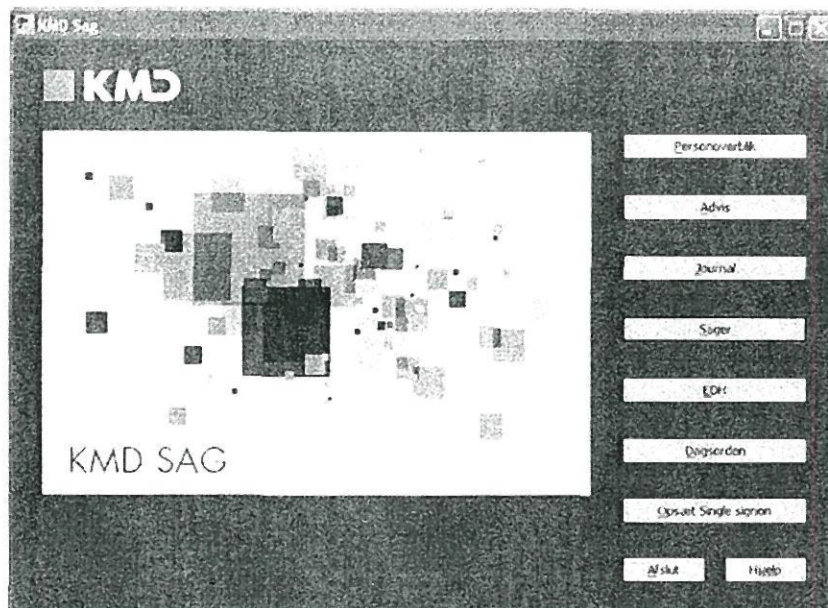 KMD Sag
KMD
Personoverblik
Advis
Journal
Sager
EDH
Dagsorden
KMD SAG
Opsæt Single signon
Afslut
Hjælp